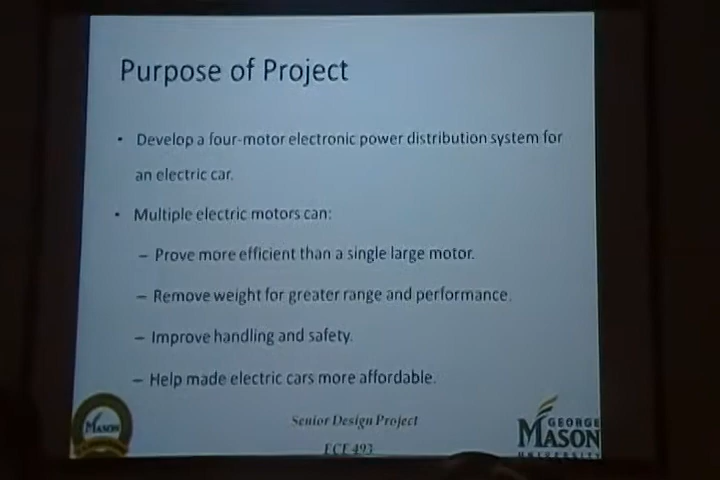 Purpose of Project
• Develop a four-motor electronic power distribution system for
an electric car.
• Multiple electric motors can:
– Prove more efficient than a single large motor.
– Remove weight for greater range and performance.
– Improve handling and safety.
– Help made electric cars more affordable.
Senior Design Project
ECE 493
MASON
GEORGE
MASON
UNIVERSITY